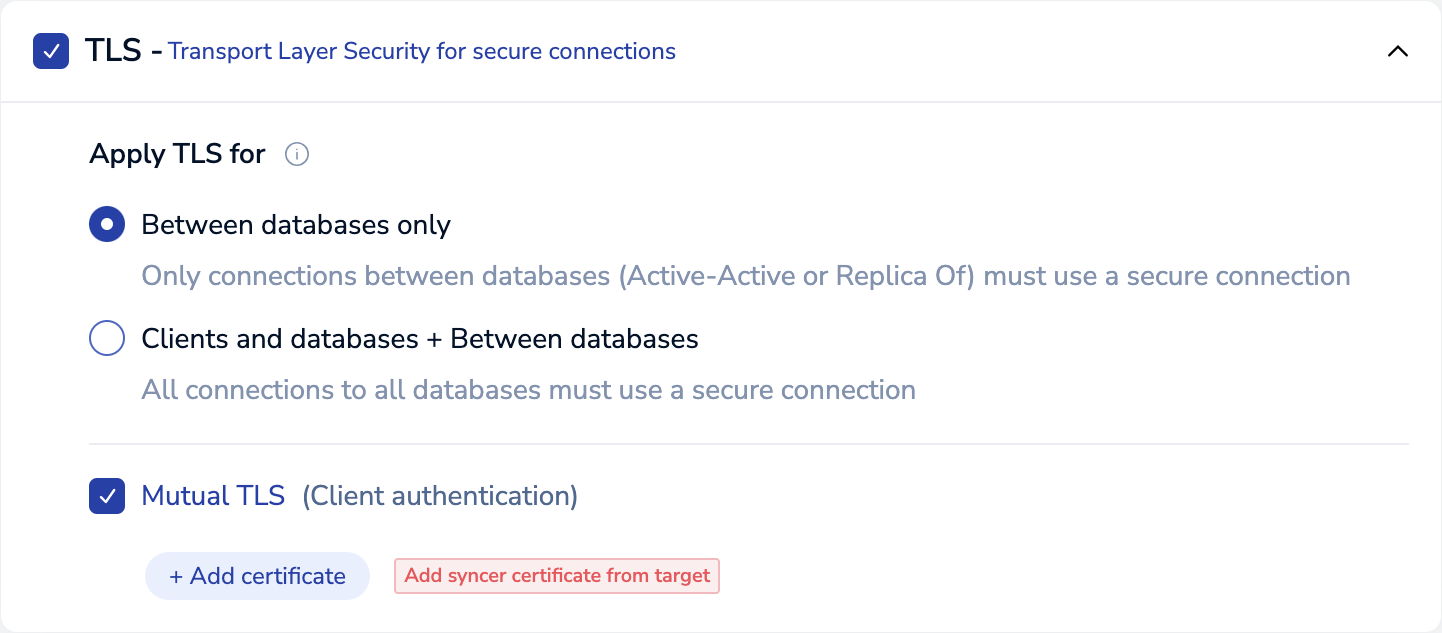 TLS - Transport Layer Security for secure connections
Apply TLS for
Between databases only
Only connections between databases (Active-Active or Replica Of) must use a secure connection
Clients and databases + Between databases
All connections to all databases must use a secure connection
Mutual TLS (Client authentication)
+ Add certificate Add syncer certificate from target